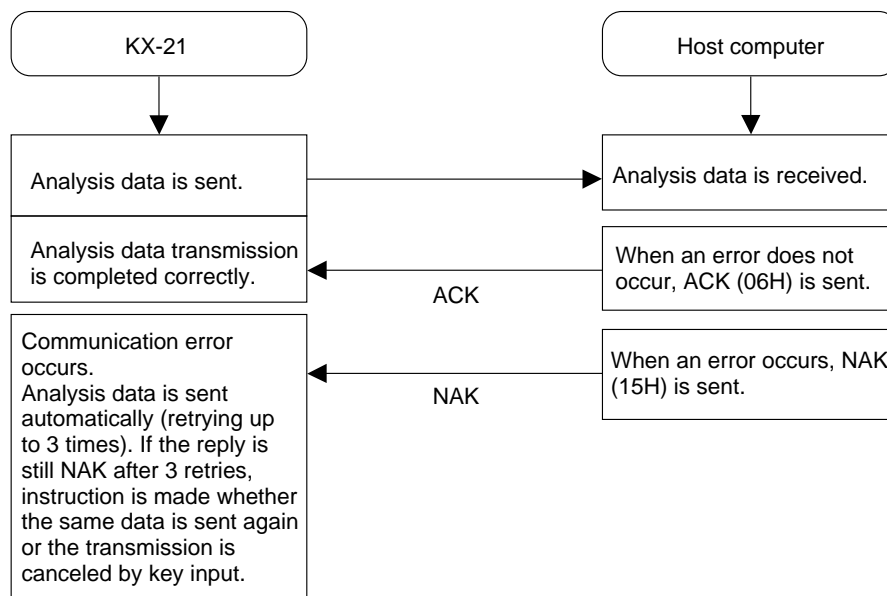 KX-21
Host computer
Analysis data is sent.
Analysis data is received.
Analysis data transmission
is completed correctly.
ACK
When an error does not
occur, ACK (06H) is sent.
Communication error
occurs.
Analysis data is sent
automatically (retrying up
to 3 times). If the reply is
still NAK after 3 retries,
instruction is made whether
the same data is sent again
or the transmission is
canceled by key input.
NAK
When an error occurs, NAK
(15H) is sent.